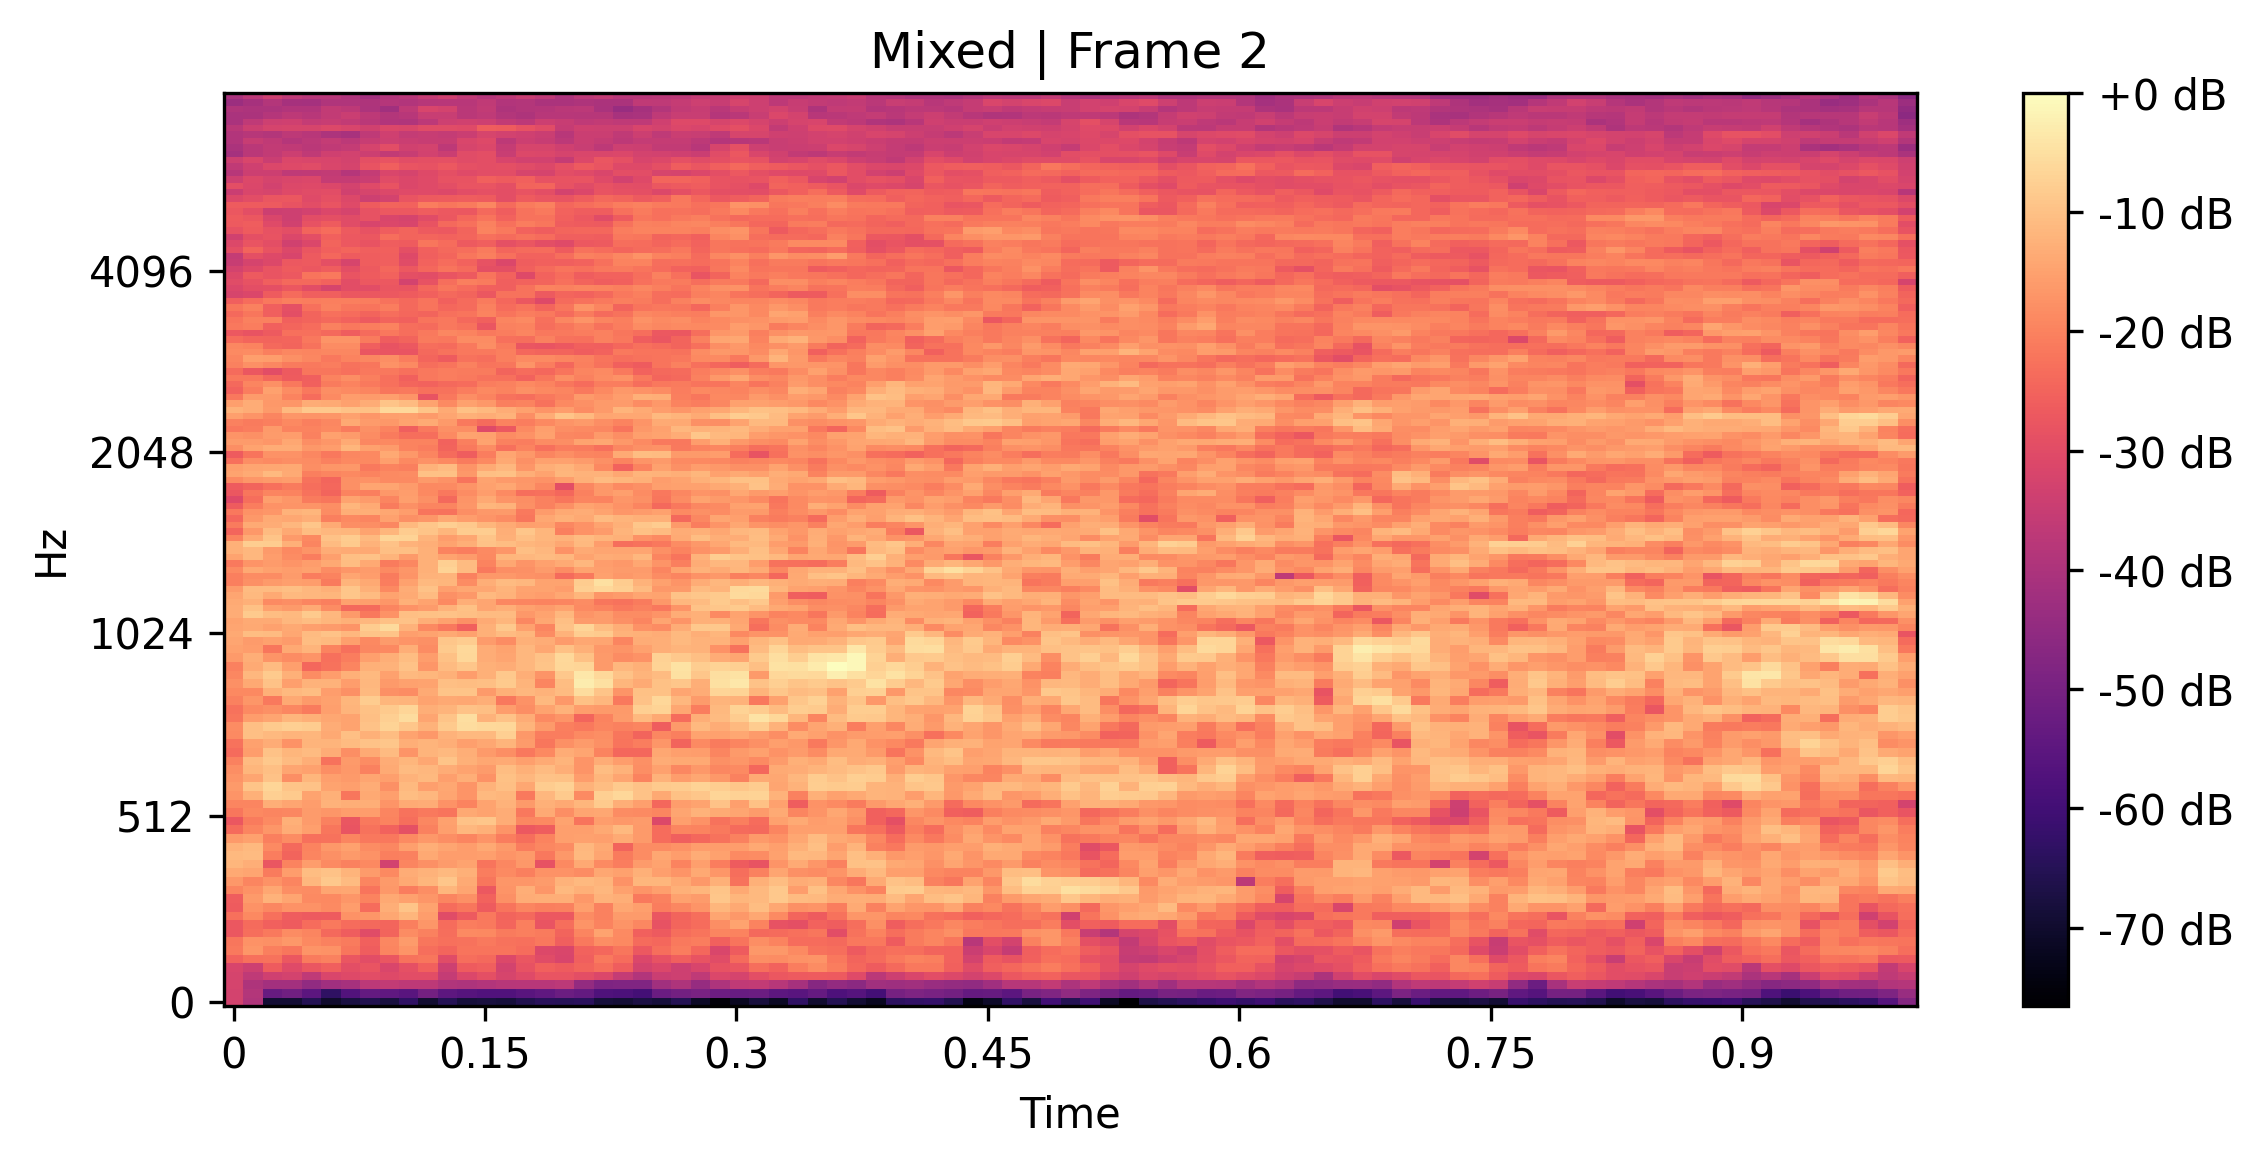 Mixed | Frame 2
+0 dB
-10 dB
-20 dB
-30 dB
-40 dB
-50 dB
-60 dB
-70 dB
Hz
4096
2048
1024
512
0
0 0.15 0.3 0.45 0.6 0.75 0.9
Time